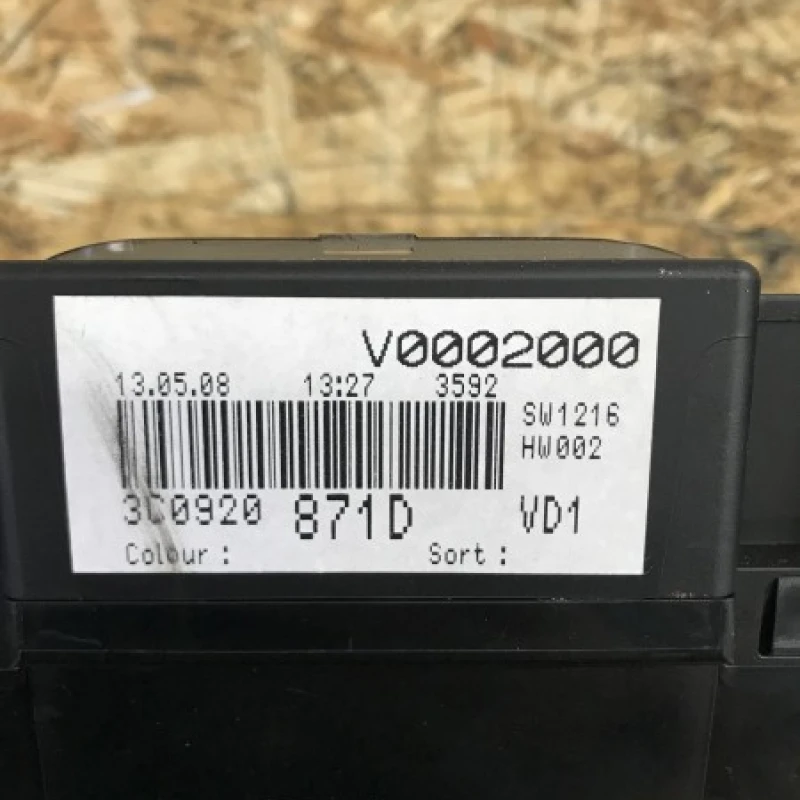 V0002000
13.05.08 13:27 3592
SW1216
HW002
3C0920 871D VD1
Colour : Sort :